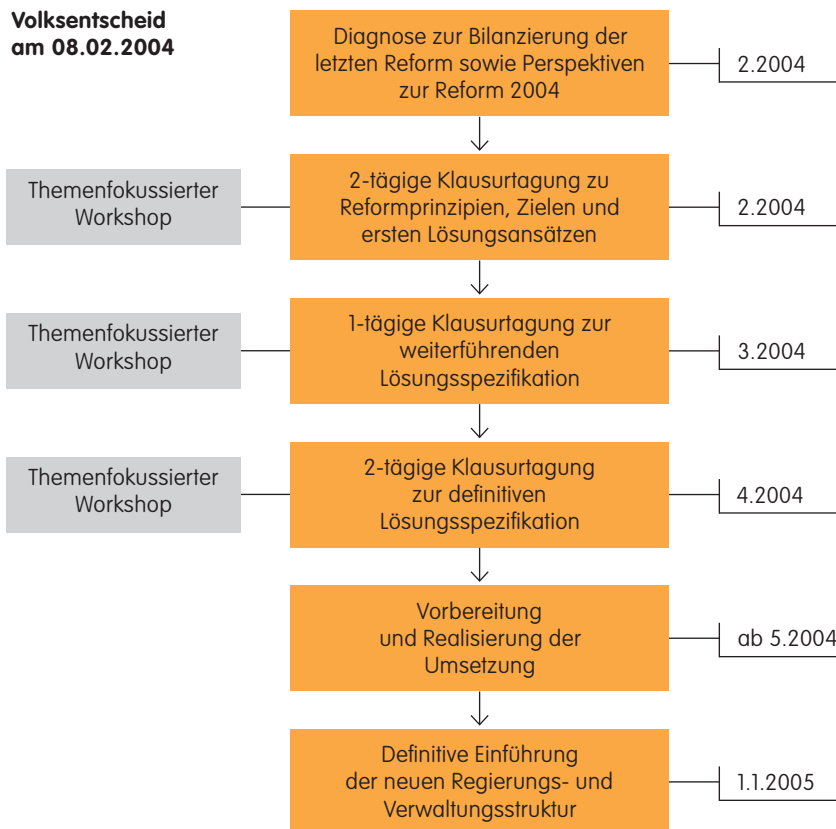 Volksentscheid
am 08.02.2004
Diagnose zur Bilanzierung der
letzten Reform sowie Perspektiven
zur Reform 2004
2.2004
Themenfokussierter
Workshop
2-tägige Klausurtagung zu
Reformprinzipien, Zielen und
ersten Lösungsansätzen
2.2004
Themenfokussierter
Workshop
1-tägige Klausurtagung zur
weiterführenden
Lösungsspezifikation
3.2004
Themenfokussierter
Workshop
2-tägige Klausurtagung
zur definitiven
Lösungsspezifikation
4.2004
Vorbereitung
und Realisierung der
Umsetzung
ab 5.2004
Definitive Einführung
der neuen Regierungs- und
Verwaltungsstruktur
1.1.2005